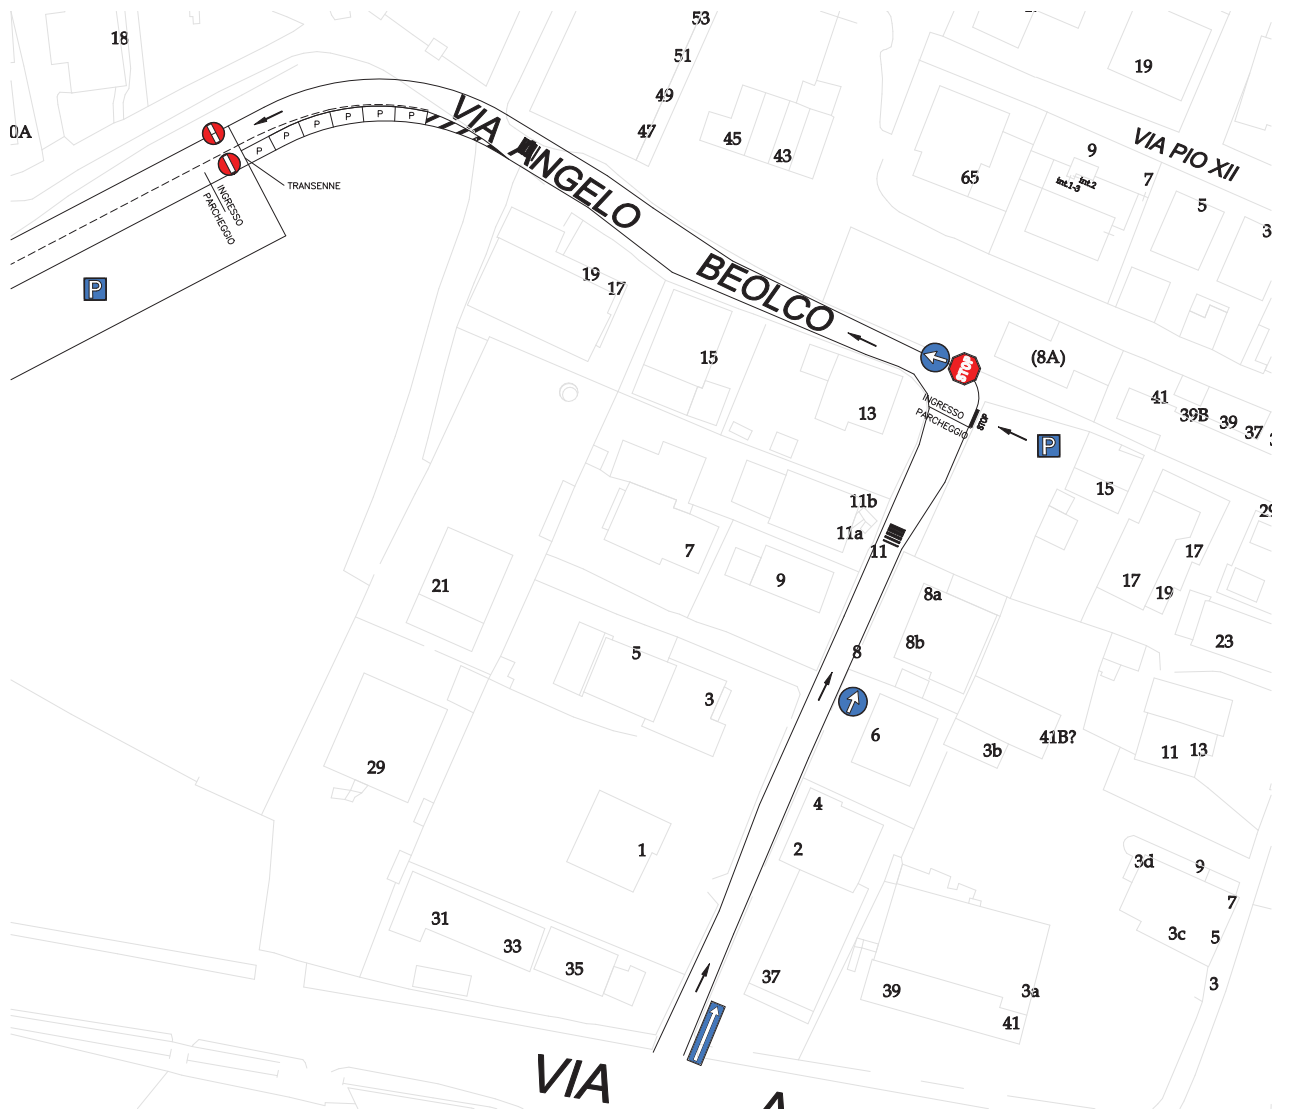 53
18
51
19
49
0A
47
45
43
VIA PIO XII
9
65
int.1-3
int.2
7
5
3
VIA ANGELO BEOLCO
P P P P P P
TRANSENNE
INGRESSO
PARCHEGGIO
P
19
17
15
13
STOP
(8A)
41
39B
39
37
INGRESSO
PARCHEGGIO
STOP
P
15
11b
11a
11
29
17
17
19
7
9
21
8a
8b
8
23
5
3
6
3b
41B?
11
13
29
4
2
1
3d
9
7
3c
5
3
31
33
35
37
39
3a
41
VIA
A